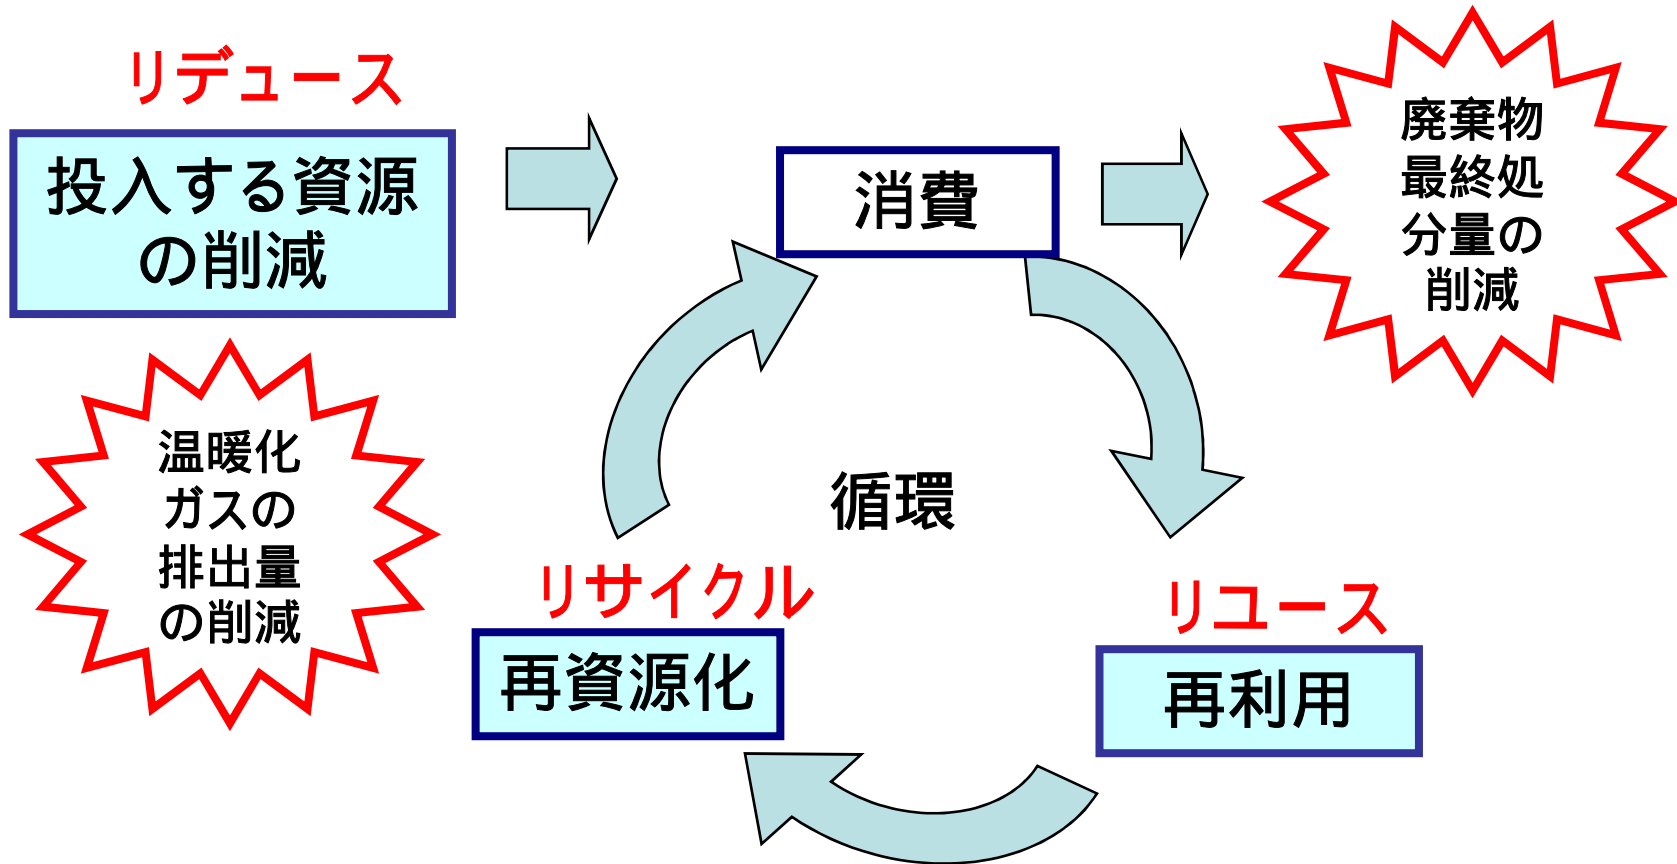 リデュース
投入する資源
の削減
消費
廃棄物
最終処
分量の
削減
温暖化
ガスの
排出量
の削減
循環
リサイクル
再資源化
リユース
再利用